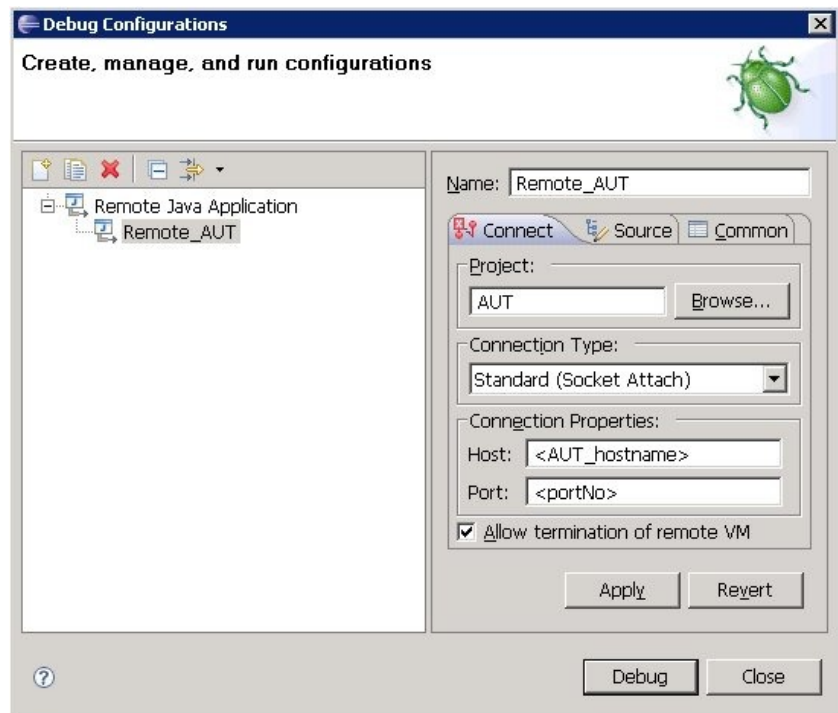 Debug Configurations
Create, manage, and run configurations
Remote Java Application
Remote_AUT
Name: Remote_AUT
Connect Source Common
Project:
AUT Browse...
Connection Type:
Standard (Socket Attach)
Connection Properties:
Host: <AUT_hostname>
Port: <portNo>
Allow termination of remote VM
Apply Revert
Debug Close